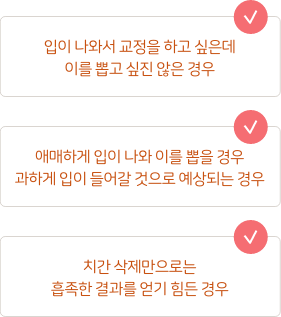 입이 나와서 교정을 하고 싶은데
이를 뽑고 싶진 않은 경우
애매하게 입이 나와 이를 뽑을 경우
과하게 입이 들어갈 것으로 예상되는 경우
치간 삭제만으로는
흡족한 결과를 얻기 힘든 경우